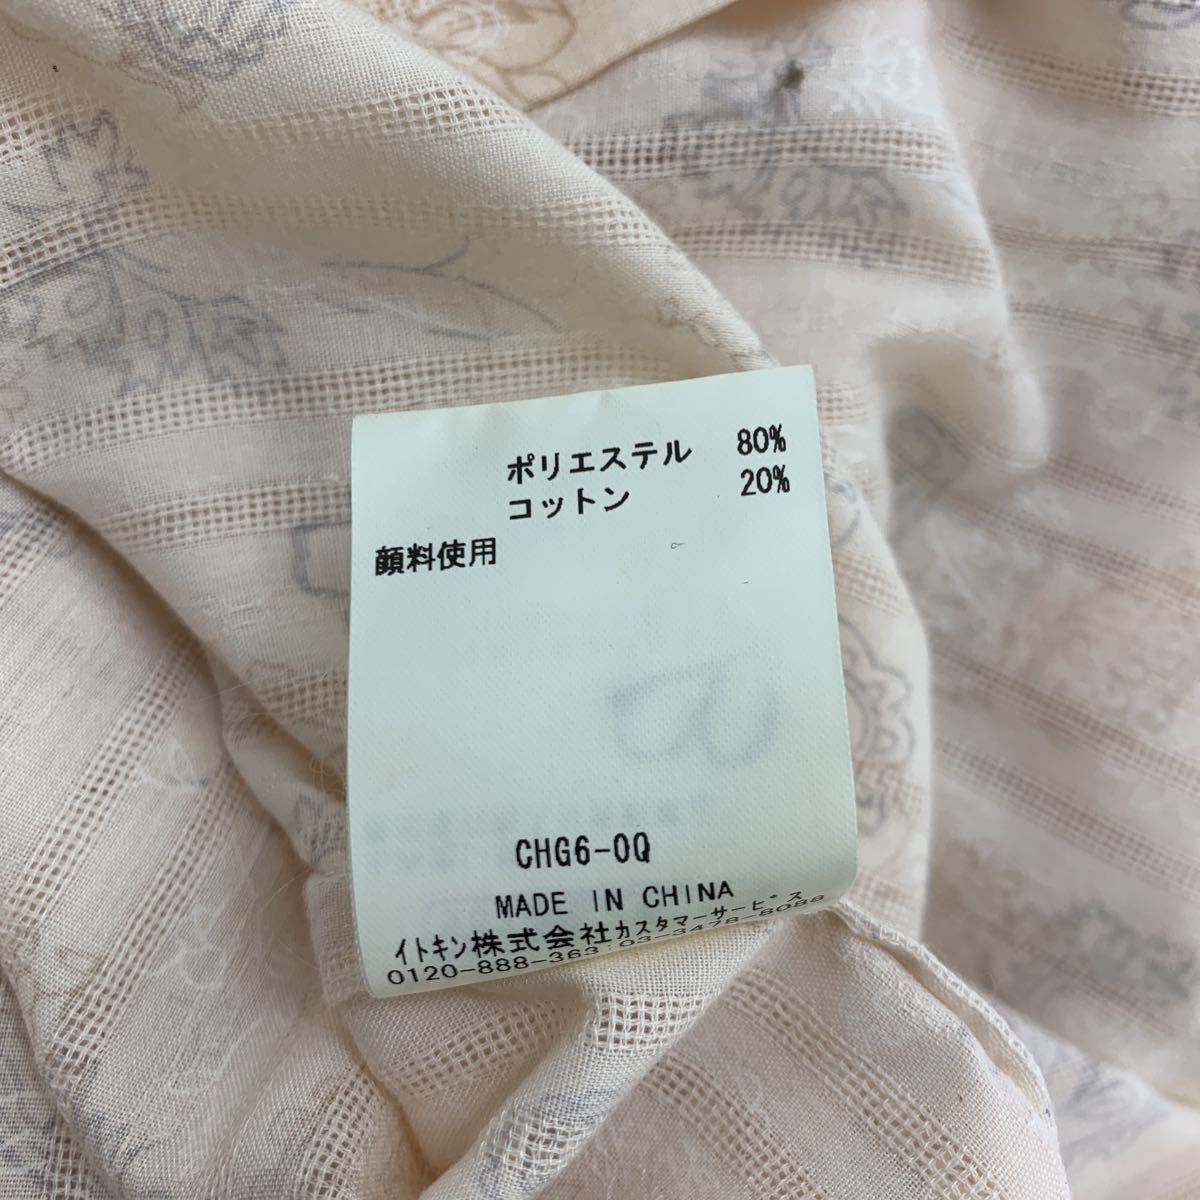 ポリエステル 80%
コットン 20%
顔料使用
CHG6-0Q
MADE IN CHINA
イトキン株式会社カスタマーサービス
0120-888-363:03-3478-8088